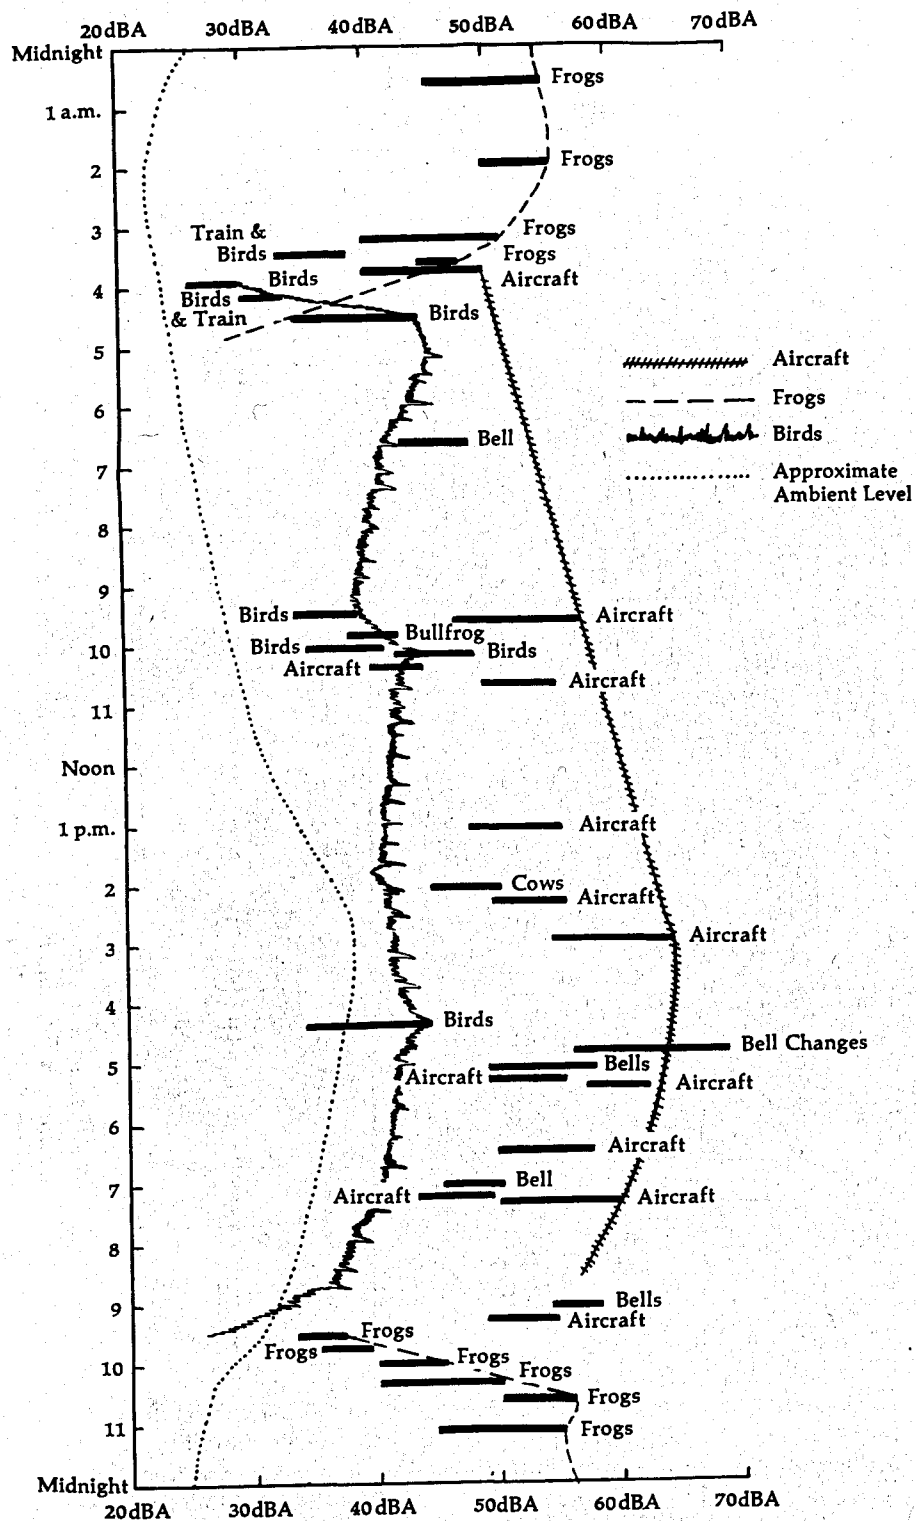 20dBA 30dBA 40dBA 50dBA 60dBA 70dBA
Midnight
Frogs
1 a.m.
2
Frogs
3
Frogs
Train &
Birds
Frogs
Aircraft
Birds
4
Birds
& Train
Birds
5
Aircraft
Frogs
6
Birds
Bell
7
Approximate
Ambient Level
8
9
Birds
Aircraft
Bullfrog
10
Birds
Birds
Aircraft
Aircraft
11
Noon
1 p.m.
Aircraft
2
Cows
Aircraft
3
Aircraft
4
Birds
Bell Changes
5
Bells
Aircraft
Aircraft
6
Aircraft
7
Bell
Aircraft
Aircraft
8
9
Bells
Aircraft
Frogs
Frogs
Frogs
10
Frogs
Frogs
11
Frogs
Midnight
20dBA 30dBA 40dBA 50dBA 60dBA 70dBA